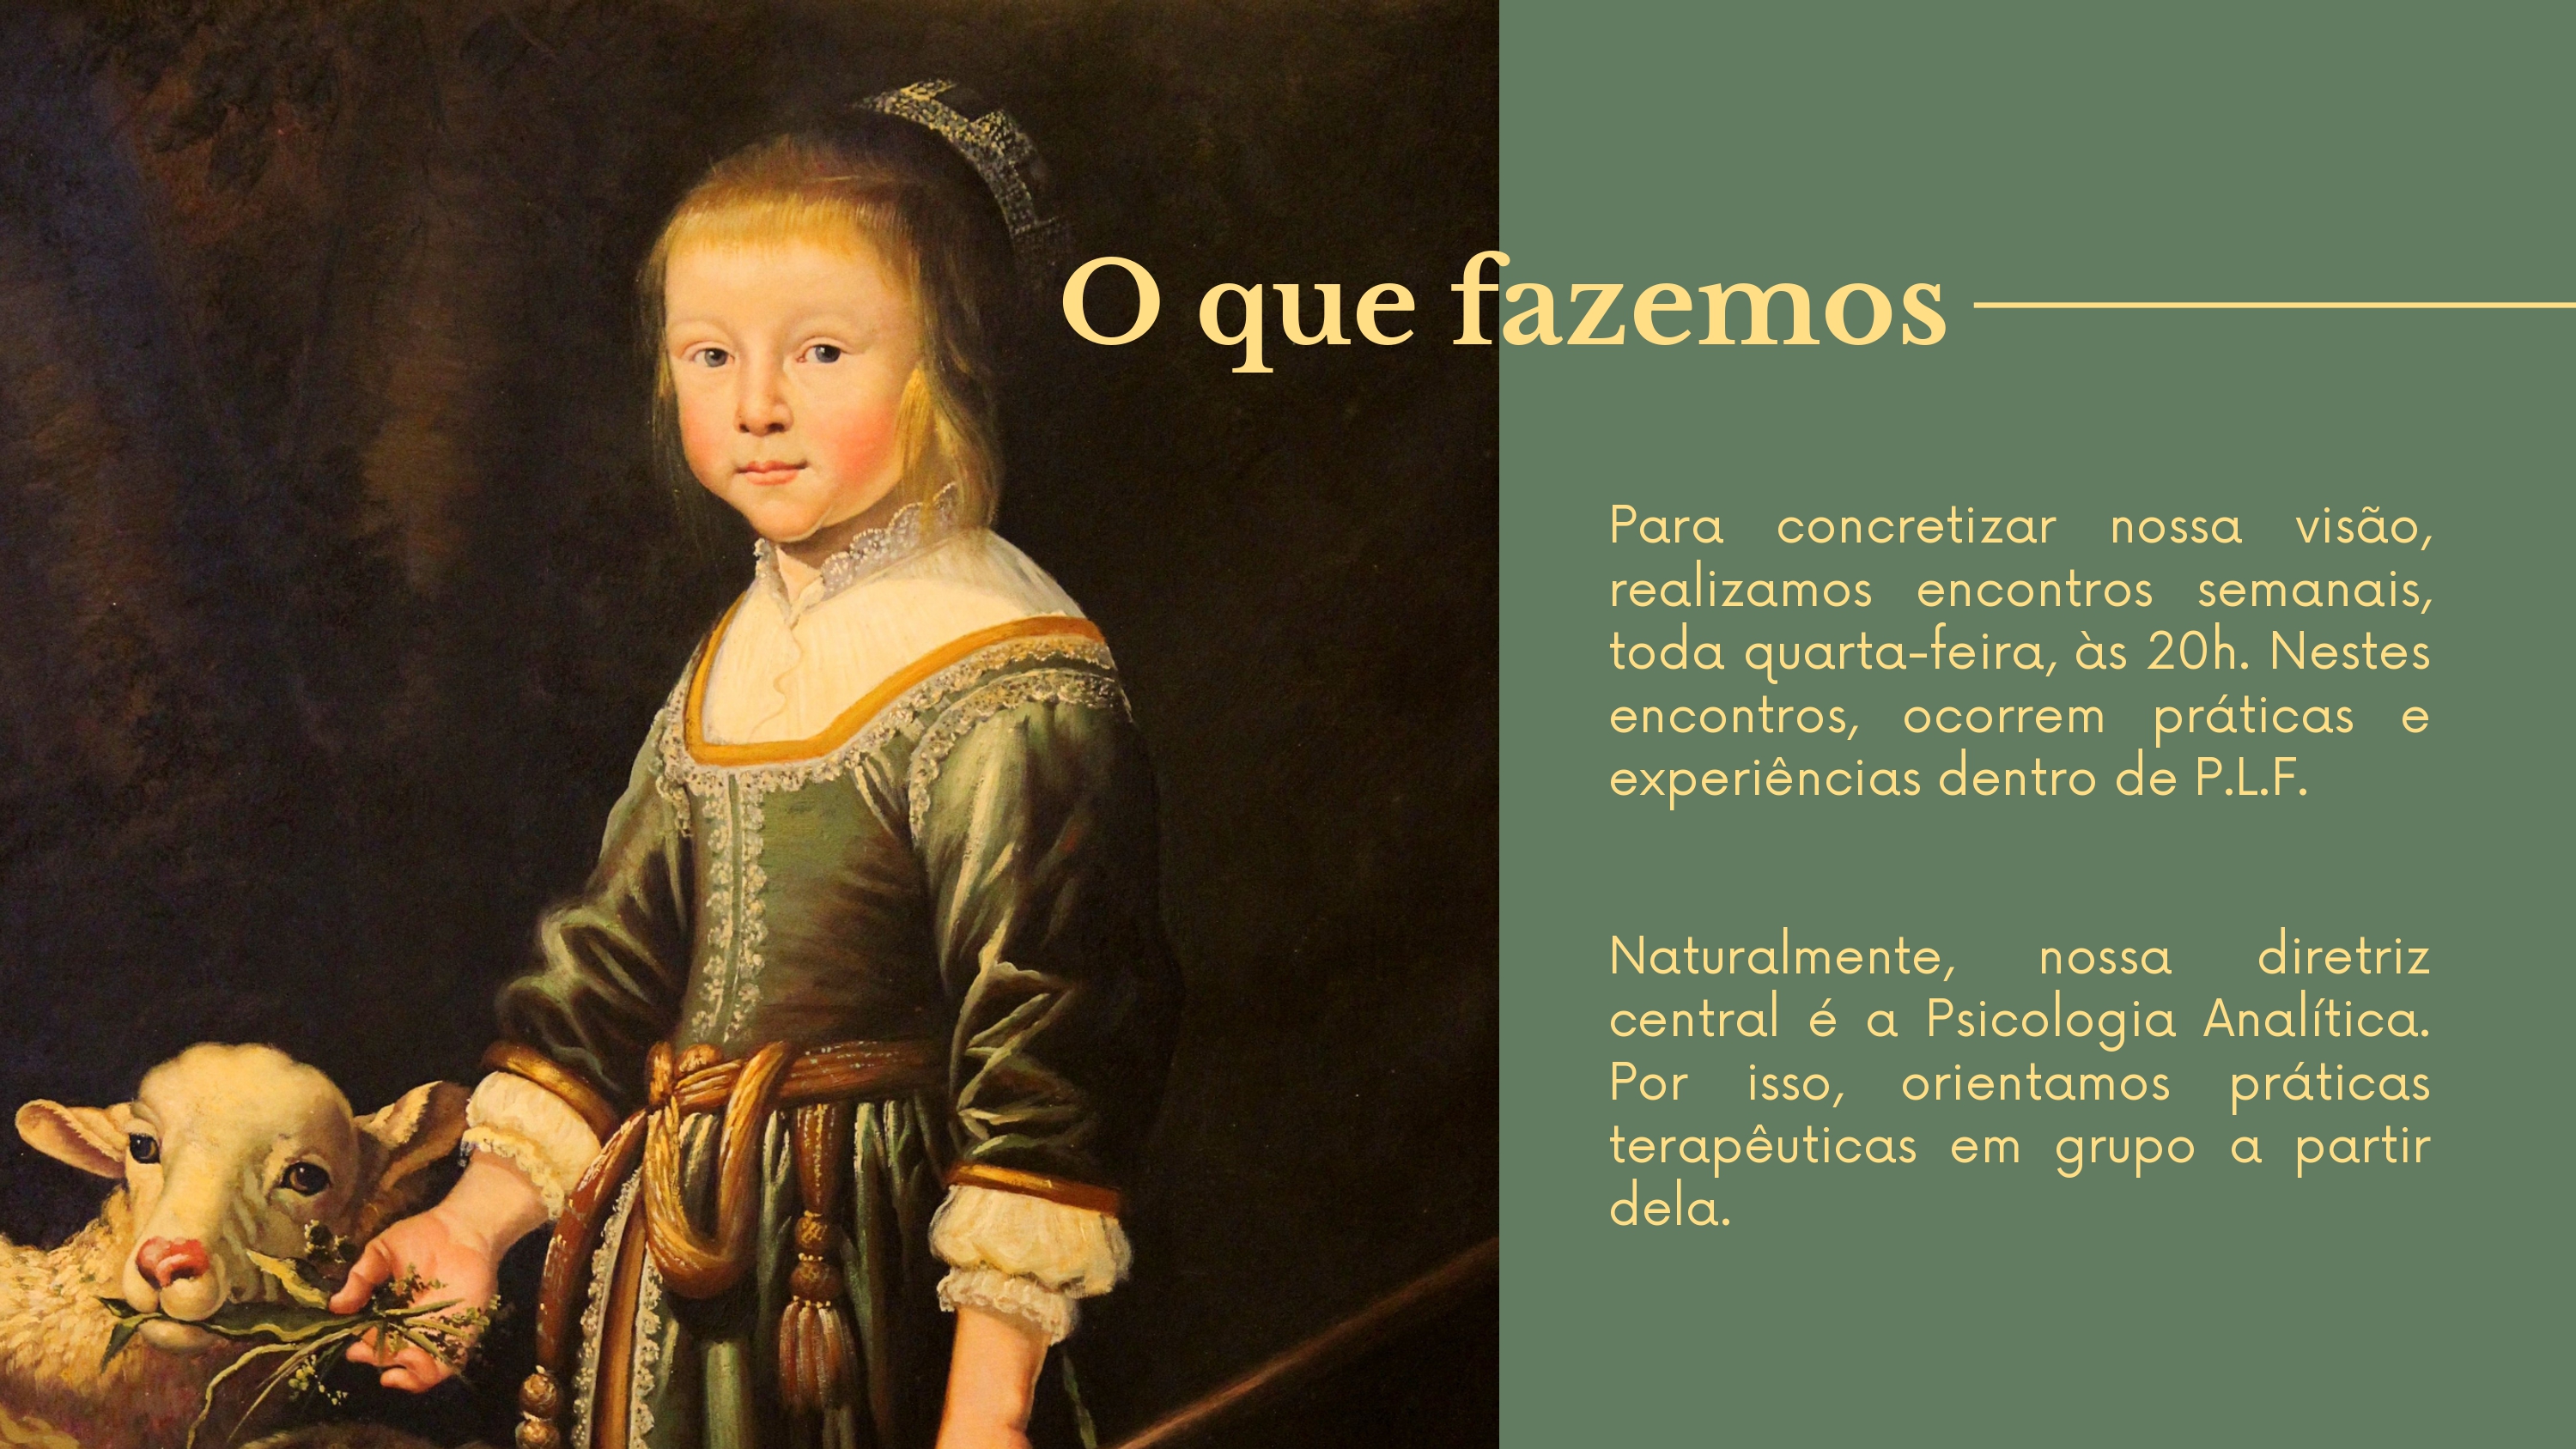 O que fazemos
Para concretizar nossa visão,
realizamos encontros semanais,
toda quarta-feira, às 20h. Nestes
encontros, ocorrem práticas e
experiências dentro de P.L.F.
Naturalmente, nossa diretriz
central é a Psicologia Analítica.
Por isso, orientamos práticas
terapêuticas em grupo a partir
dela.